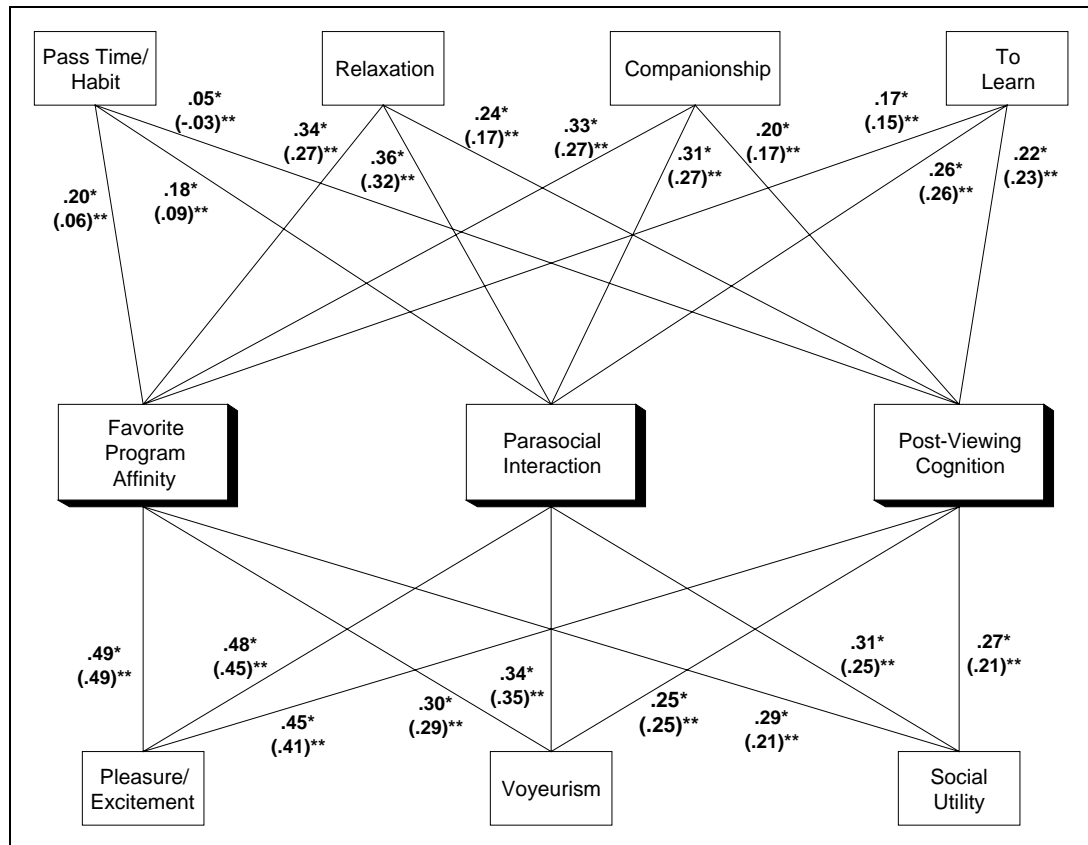 Pass Time/
Habit
Relaxation
Companionship
To
Learn
.05*
(-.03)**
.34*
(.27)**
.24*
(.17)**
.33*
(.27)**
.20*
(.17)**
.17*
(.15)**
.20*
(.06)**
.18*
(.09)**
.36*
(.32)**
.31*
(.27)**
.26*
(.26)**
.22*
(.23)**
Favorite
Program
Affinity
Parasocial
Interaction
Post-Viewing
Cognition
.49*
(.49)**
.48*
(.45)**
.34*
(.35)**
.31*
(.25)**
.27*
(.21)**
.45*
(.41)**
.30*
(.29)**
.25*
(.25)**
.29*
(.21)**
Pleasure/
Excitement
Voyeurism
Social
Utility